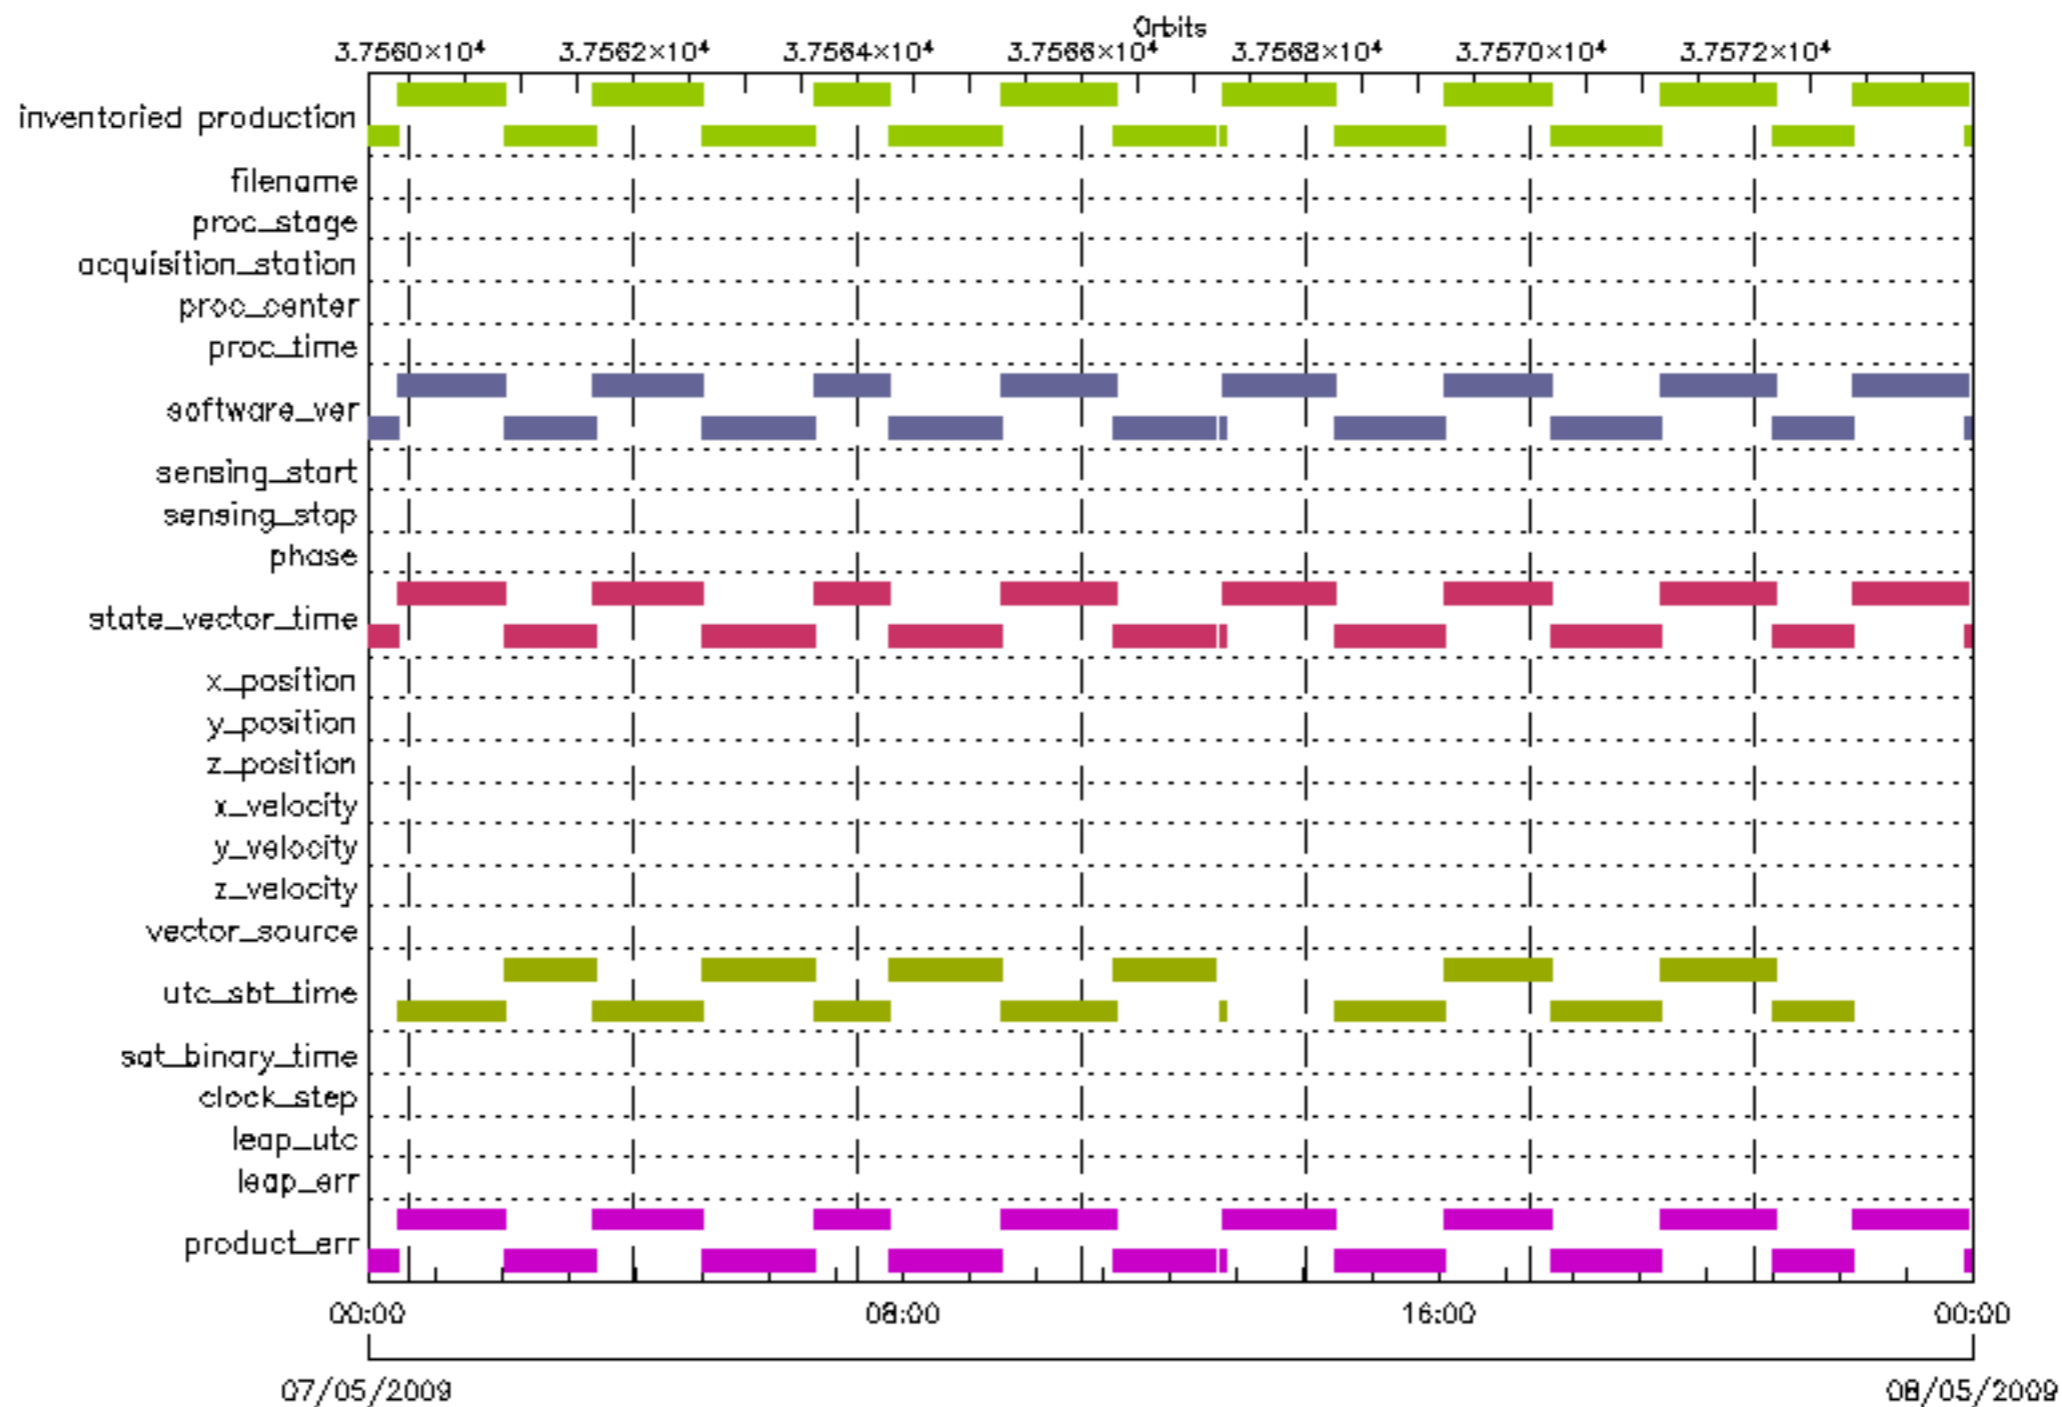 Orbits
3.7560×10⁴ 3.7562×10⁴ 3.7564×10⁴ 3.7566×10⁴ 3.7568×10⁴ 3.7570×10⁴ 3.7572×10⁴
inventoried production
filename
proc_stage
acquisition_station
proc_center
proc_time
software_ver
sensing_start
sensing_stop
phase
state_vector_time
x_position
y_position
z_position
x_velocity
y_velocity
z_velocity
vector_source
utc_sbt_time
sat_binary_time
clock_step
leap_utc
leap_err
product_err
00:00 08:00 16:00 00:00
07/05/2009 08/05/2009